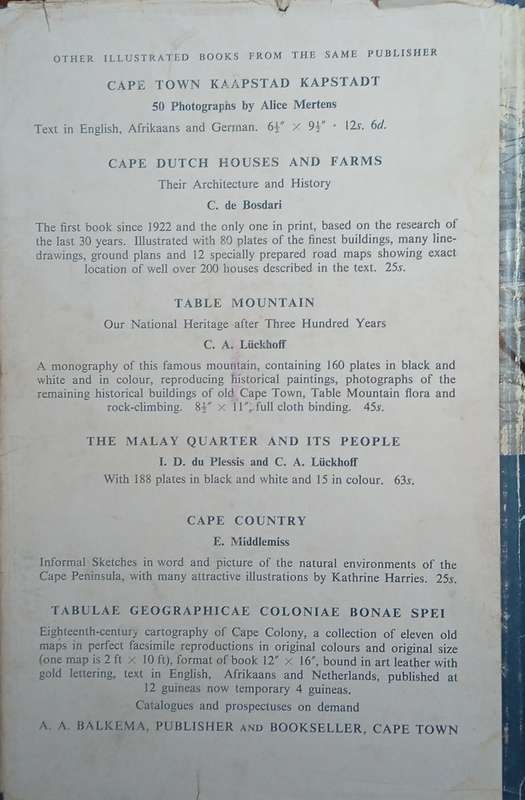 OTHER ILLUSTRATED BOOKS FROM THE SAME PUBLISHER
CAPE TOWN KAAPSTAD KAPSTADT
50 Photographs by Alice Mertens
Text in English, Afrikaans and German. 6½″ × 9½″ · 12s. 6d.
CAPE DUTCH HOUSES AND FARMS
Their Architecture and History
C. de Bosdari
The first book since 1922 and the only one in print, based on the research of
the last 30 years. Illustrated with 80 plates of the finest buildings, many line-
drawings, ground plans and 12 specially prepared road maps showing exact
location of well over 200 houses described in the text. 25s.
TABLE MOUNTAIN
Our National Heritage after Three Hundred Years
C. A. Lückhoff
A monography of this famous mountain, containing 160 plates in black and
white and in colour, reproducing historical paintings, photographs of the
remaining historical buildings of old Cape Town, Table Mountain flora and
rock-climbing. 8½″ × 11″, full cloth binding. 45s.
THE MALAY QUARTER AND ITS PEOPLE
I. D. du Plessis and C. A. Lückhoff
With 188 plates in black and white and 15 in colour. 63s.
CAPE COUNTRY
E. Middlemiss
Informal Sketches in word and picture of the natural environments of the
Cape Peninsula, with many attractive illustrations by Kathrine Harries. 25s.
TABULAE GEOGRAPHICAE COLONIAE BONAE SPEI
Eighteenth-century cartography of Cape Colony, a collection of eleven old
maps in perfect facsimile reproductions in original colours and original size
(one map is 2 ft × 10 ft), format of book 12″ × 16″, bound in art leather with
gold lettering, text in English, Afrikaans and Netherlands, published at
12 guineas now temporary 4 guineas.
Catalogues and prospectuses on demand
A. A. BALKEMA, PUBLISHER AND BOOKSELLER, CAPE TOWN